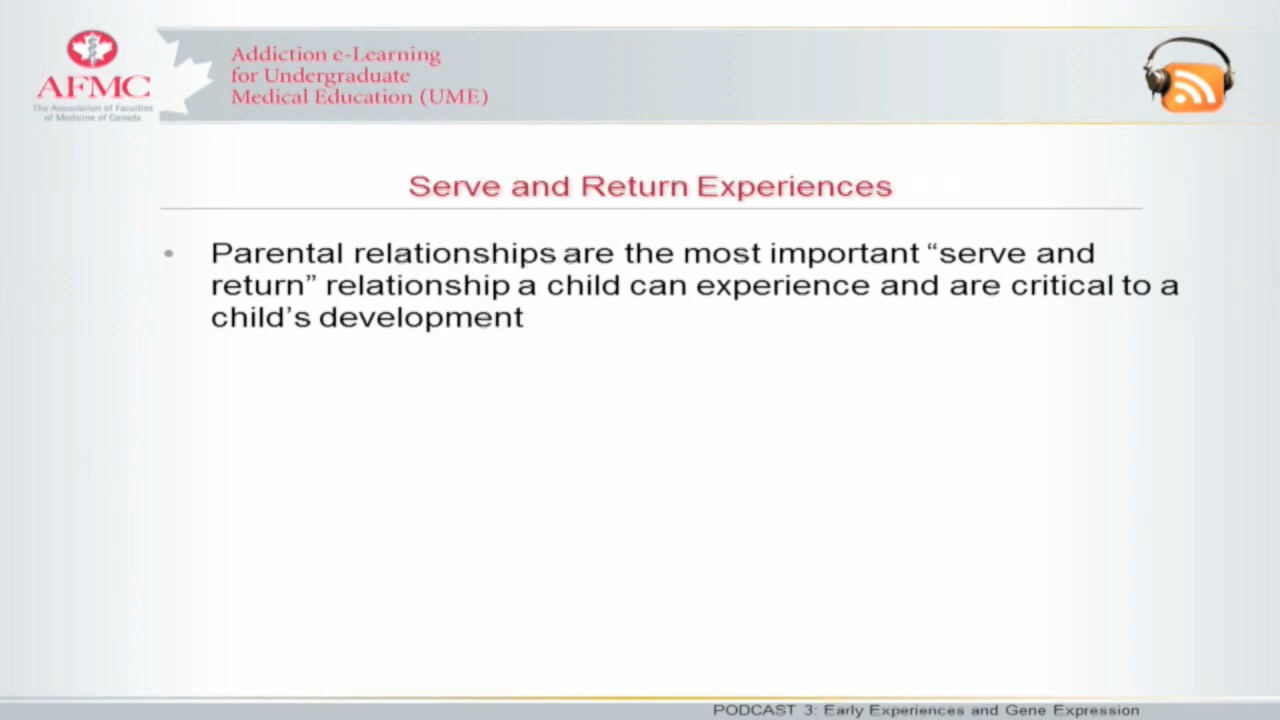 AFMC
The Association of Faculties
of Medicine of Canada
Addiction e-Learning
for Undergraduate
Medical Education (UME)
Serve and Return Experiences
• Parental relationships are the most important “serve and
return” relationship a child can experience and are critical to a
child’s development
PODCAST 3: Early Experiences and Gene Expression